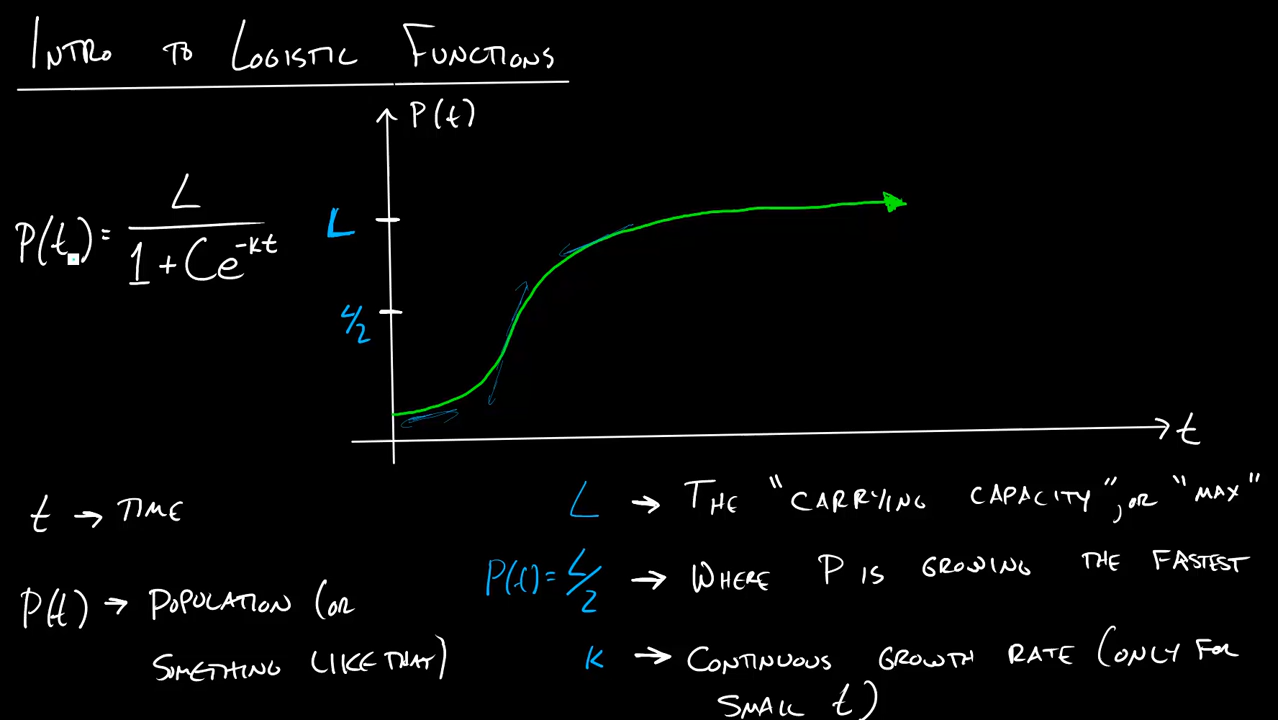 INTRO TO LOGISTIC FUNCTIONS
P(t)
P(t) = L / (1 + Ce^(-kt))
L
L/2
t
t → TIME
P(t) → POPULATION (OR
SOMETHING LIKE THAT)
L → THE "CARRYING CAPACITY", OR "MAX"
P(t) = L/2 → WHERE P IS GROWING THE FASTEST
k → CONTINUOUS GROWTH RATE (ONLY FOR
SMALL t)